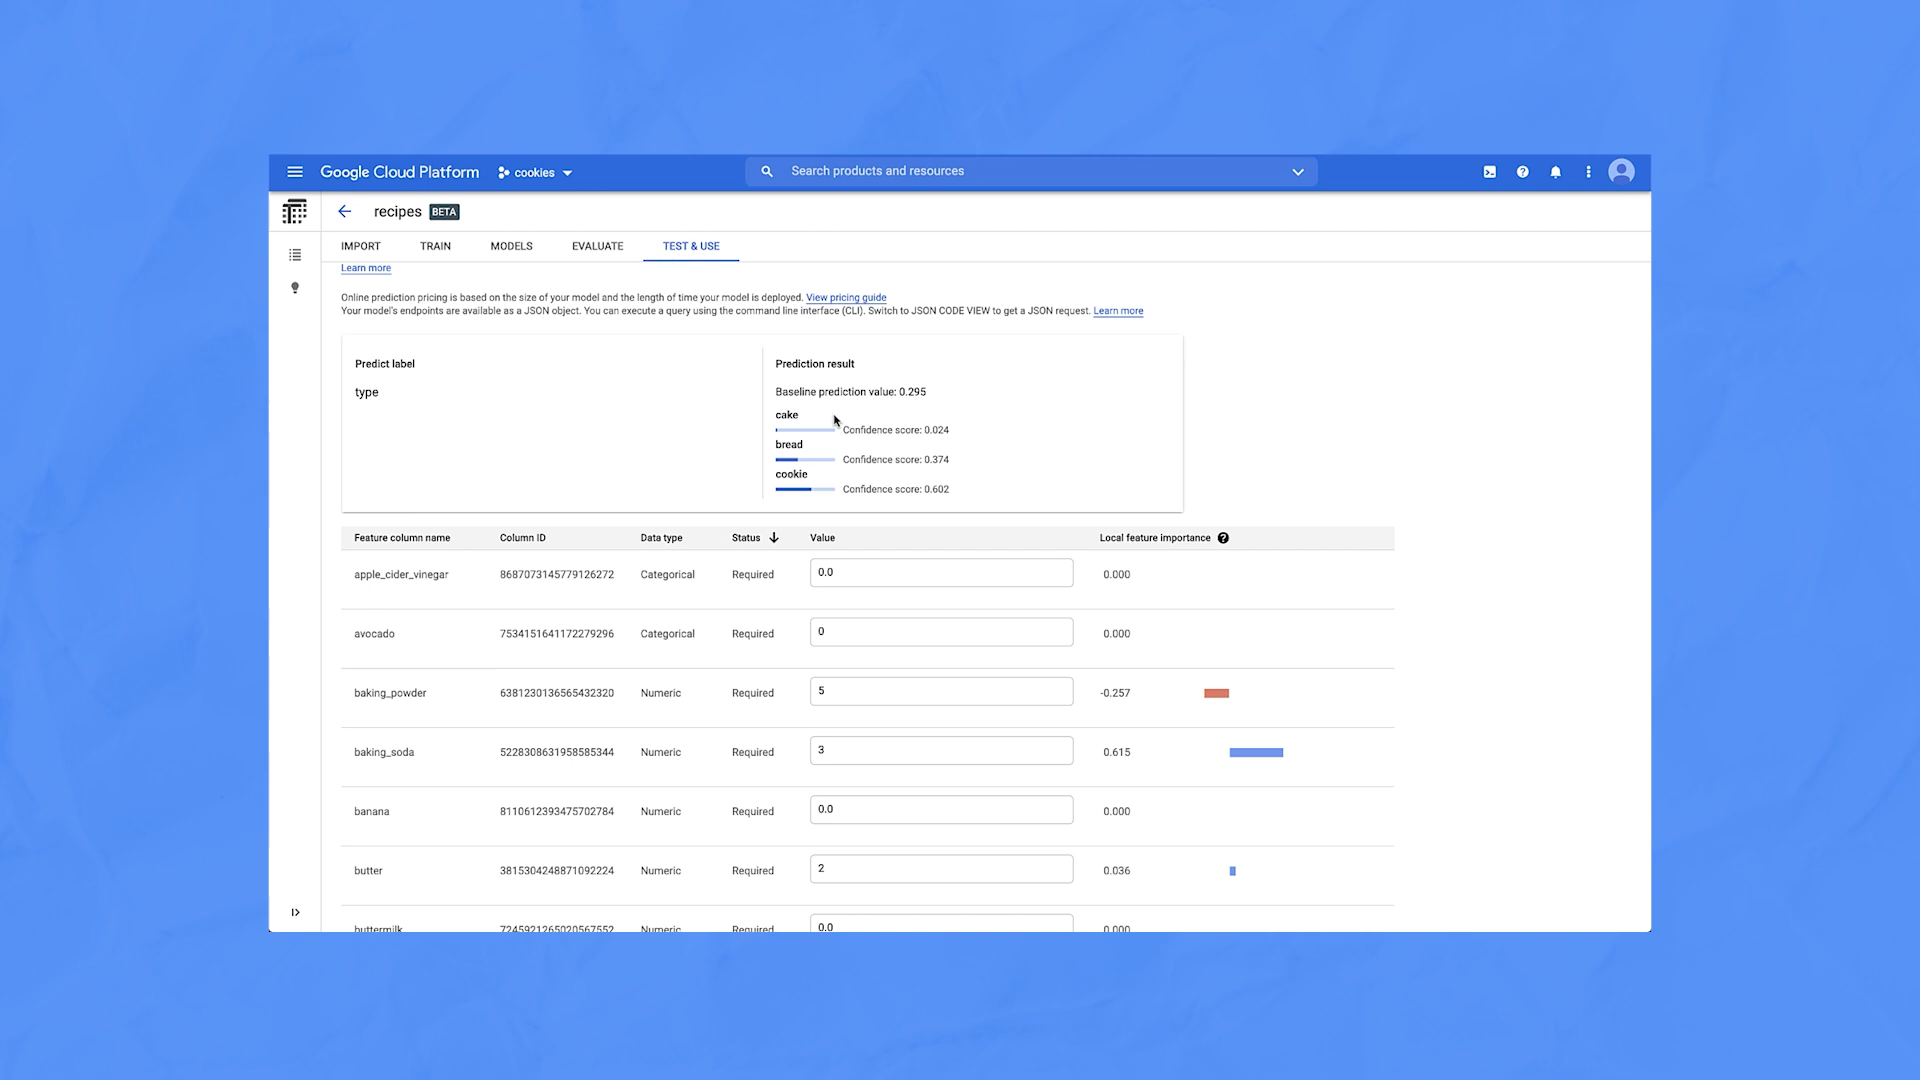 Google Cloud Platform cookies Search products and resources
recipes BETA
IMPORT TRAIN MODELS EVALUATE TEST & USE
Learn more
Online prediction pricing is based on the size of your model and the length of time your model is deployed. View pricing guide
Your model's endpoints are available as a JSON object. You can execute a query using the command line interface (CLI). Switch to JSON CODE VIEW to get a JSON request. Learn more
Predict label
type
Prediction result
Baseline prediction value: 0.295
cake
Confidence score: 0.024
bread
Confidence score: 0.374
cookie
Confidence score: 0.602
Feature column name Column ID Data type Status Value Local feature importance
apple_cider_vinegar 8687073145779126272 Categorical Required 0.0 0.000
avocado 7534151641172279296 Categorical Required 0 0.000
baking_powder 6381230136565432320 Numeric Required 5 -0.257
baking_soda 5228308631958585344 Numeric Required 3 0.615
banana 8110612393475702784 Numeric Required 0.0 0.000
butter 3815304248871092224 Numeric Required 2 0.036
buttermilk 7245921265020567552 Numeric Required 0.0 0.000